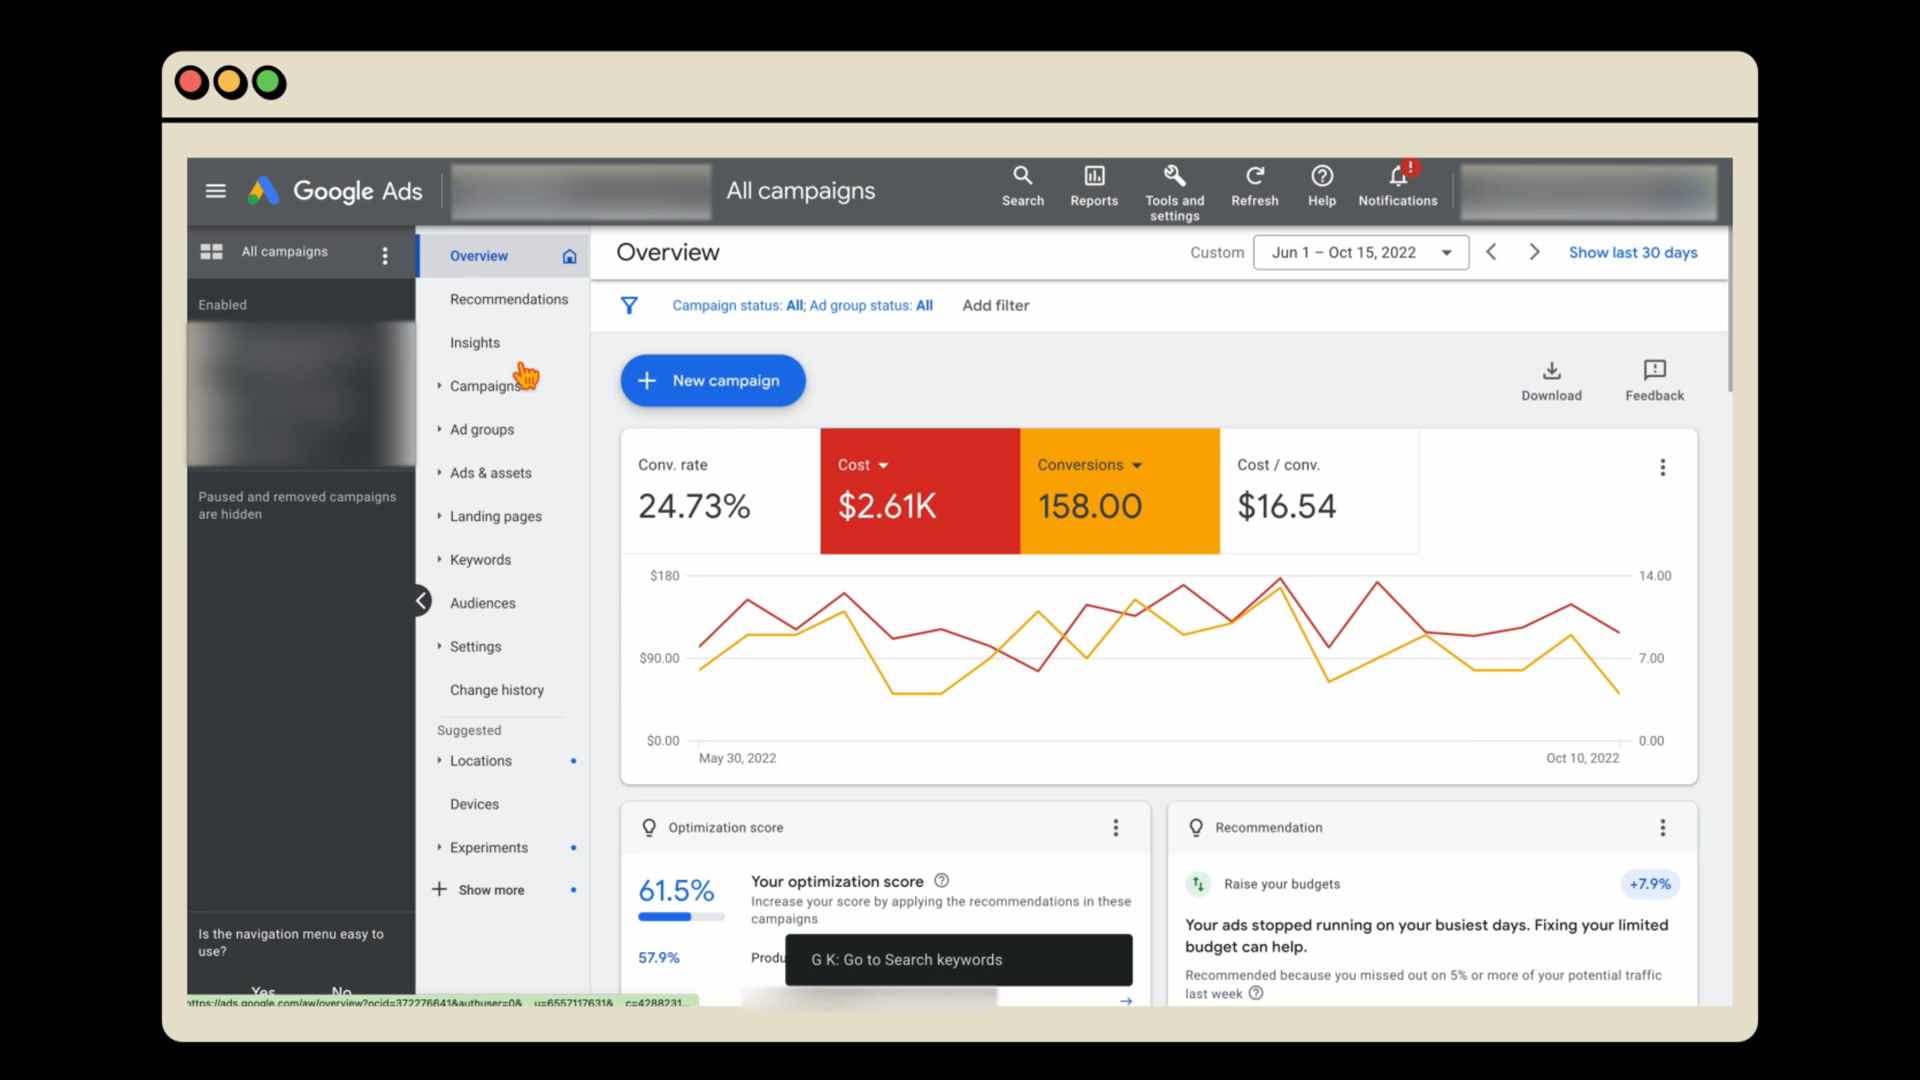 Google Ads
All campaigns
Search
Reports
Tools and
settings
Refresh
Help
!
Notifications
All campaigns
Enabled
Paused and removed campaigns
are hidden
Is the navigation menu easy to
use?
Yes
No
Overview
Recommendations
Insights
Campaigns
Ad groups
Ads & assets
Landing pages
Keywords
Audiences
Settings
Change history
Suggested
Locations
Devices
Experiments
Show more
Overview
Custom
Jun 1 – Oct 15, 2022
Show last 30 days
Campaign status: All; Ad group status: All
Add filter
New campaign
Download
Feedback
Conv. rate
24.73%
Cost
$2.61K
Conversions
158.00
Cost / conv.
$16.54
$180
14.00
$90.00
7.00
$0.00
0.00
May 30, 2022
Oct 10, 2022
Optimization score
61.5%
Your optimization score
Increase your score by applying the recommendations in these
campaigns
57.9%
G K: Go to Search keywords
Recommendation
Raise your budgets
+7.9%
Your ads stopped running on your busiest days. Fixing your limited
budget can help.
Recommended because you missed out on 5% or more of your potential traffic
last week